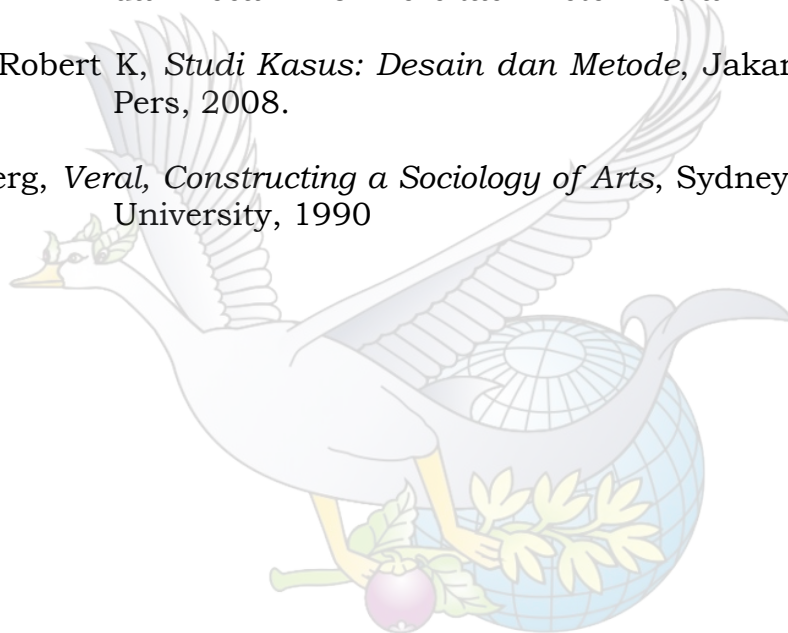 Robert K, Studi Kasus: Desain dan Metode, Jakar
Pers, 2008.
erg, Veral, Constructing a Sociology of Arts, Sydney
University, 1990